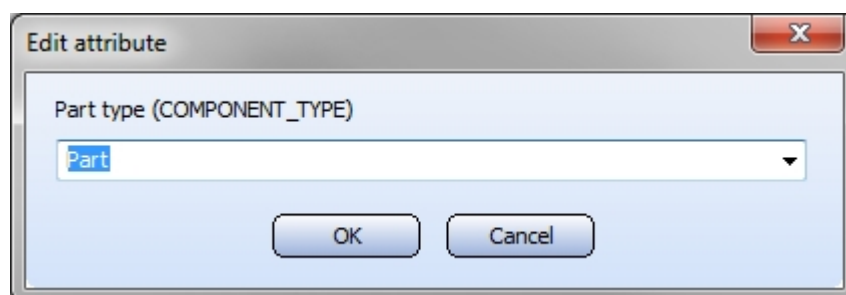 Edit attribute
Part type (COMPONENT_TYPE)
Part
OK Cancel